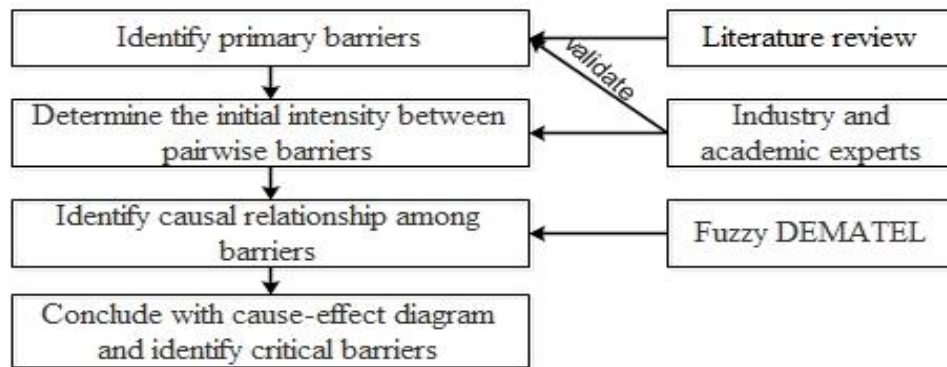 Identify primary barriers
Literature review
validate
Determine the initial intensity between
pairwise barriers
Industry and
academic experts
Identify causal relationship among
barriers
Fuzzy DEMATEL
Conclude with cause-effect diagram
and identify critical barriers